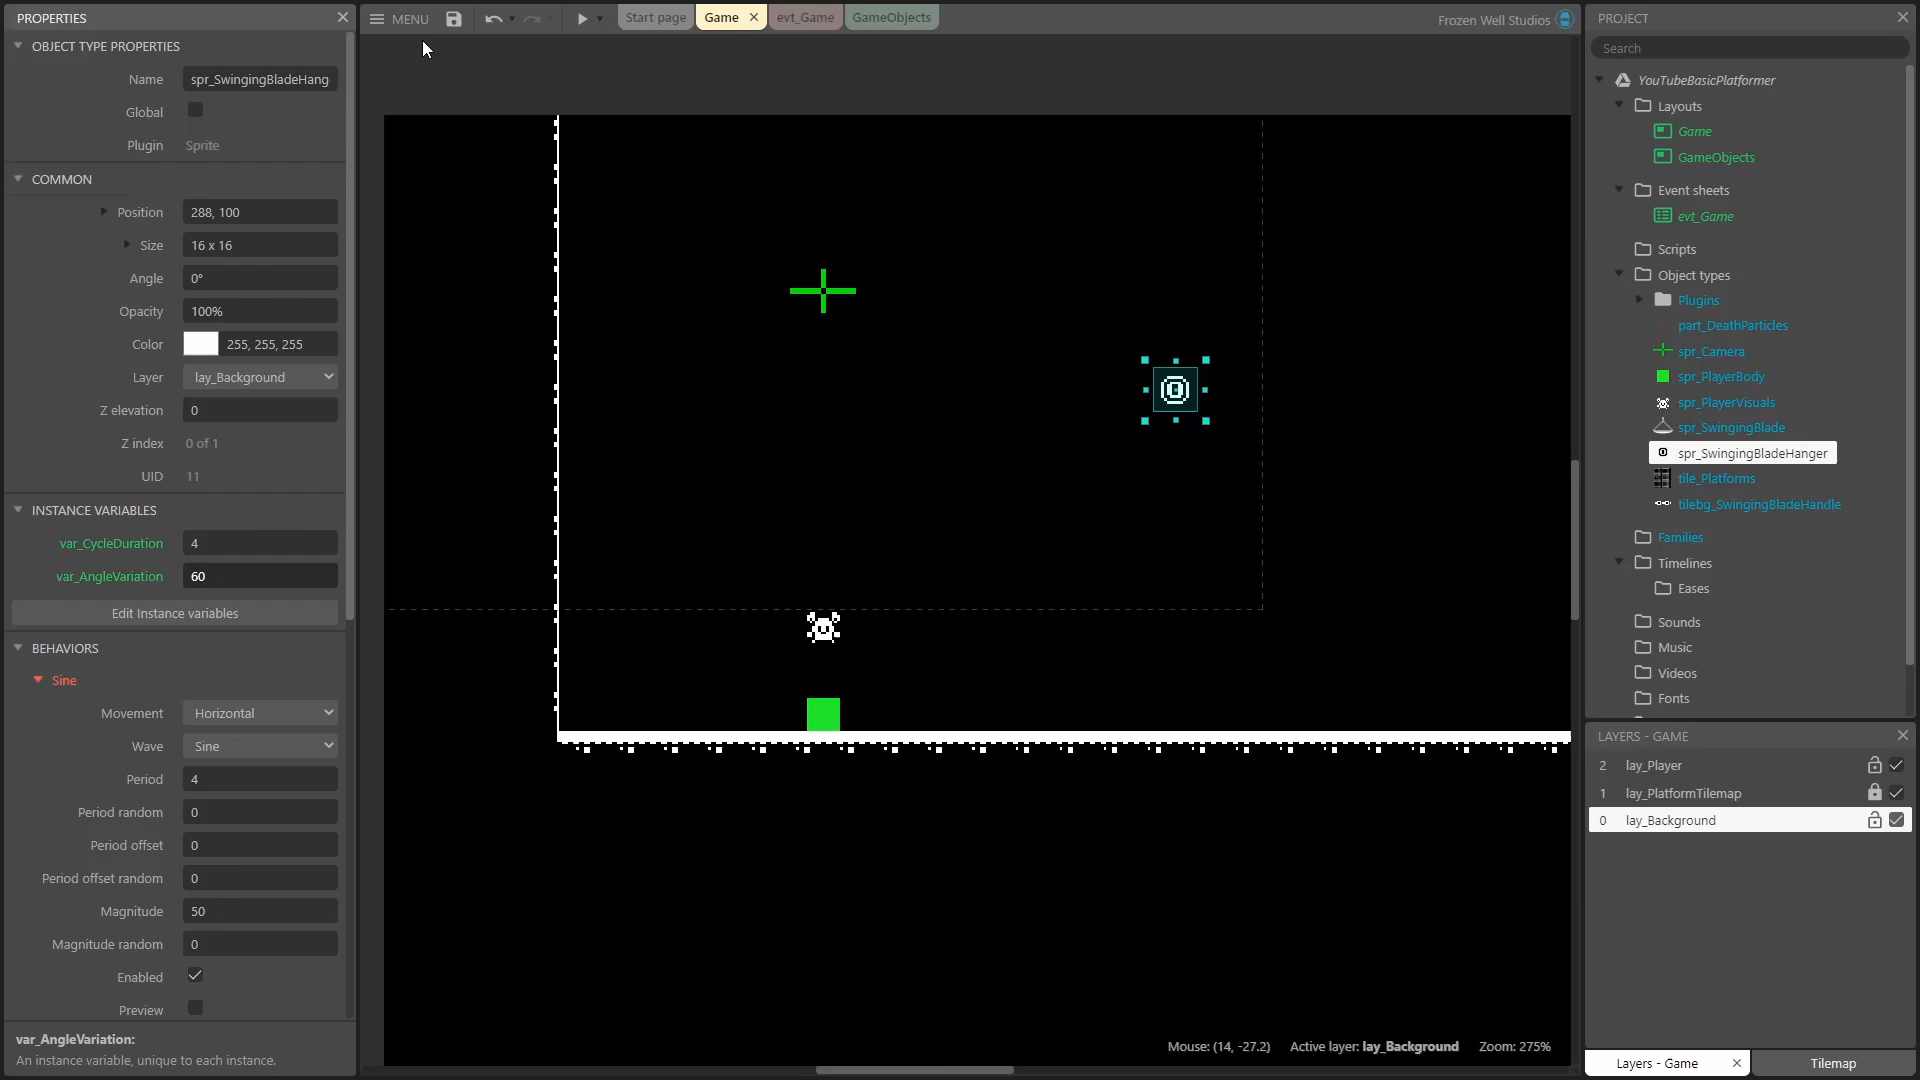 PROPERTIES
OBJECT TYPE PROPERTIES
Name spr_SwingingBladeHang
Global
Plugin Sprite
COMMON
Position 288, 100
Size 16 x 16
Angle 0°
Opacity 100%
Color 255, 255, 255
Layer lay_Background
Z elevation 0
Z index 0 of 1
UID 11
INSTANCE VARIABLES
var_CycleDuration 4
var_AngleVariation 60
Edit Instance variables
BEHAVIORS
Sine
Movement Horizontal
Wave Sine
Period 4
Period random 0
Period offset 0
Period offset random 0
Magnitude 50
Magnitude random 0
Enabled
Preview
var_AngleVariation:
An instance variable, unique to each instance.
MENU
Start page
Game
evt_Game
GameObjects
Frozen Well Studios
Mouse: (14, -27.2) Active layer: lay_Background Zoom: 275%
PROJECT
Search
YouTubeBasicPlatformer
Layouts
Game
GameObjects
Event sheets
evt_Game
Scripts
Object types
Plugins
part_DeathParticles
spr_Camera
spr_PlayerBody
spr_PlayerVisuals
spr_SwingingBlade
spr_SwingingBladeHanger
tile_Platforms
tilebg_SwingingBladeHandle
Families
Timelines
Eases
Sounds
Music
Videos
Fonts
LAYERS - GAME
2 lay_Player
1 lay_PlatformTilemap
0 lay_Background
Layers - Game
Tilemap